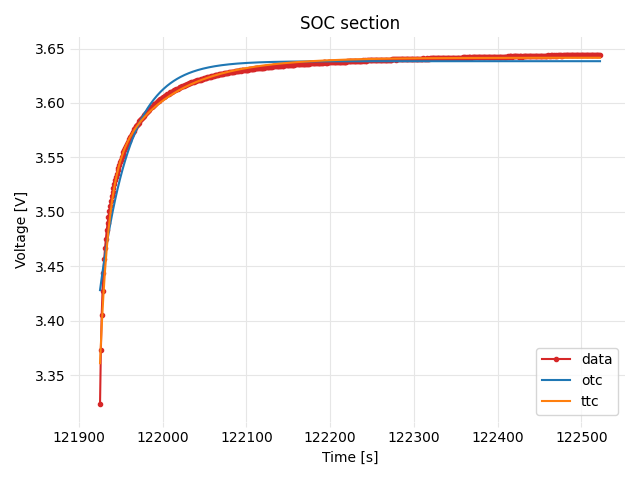 SOC section
Voltage [V]
3.65
3.60
3.55
3.50
3.45
3.40
3.35
data
otc
ttc
121900 122000 122100 122200 122300 122400 122500
Time [s]